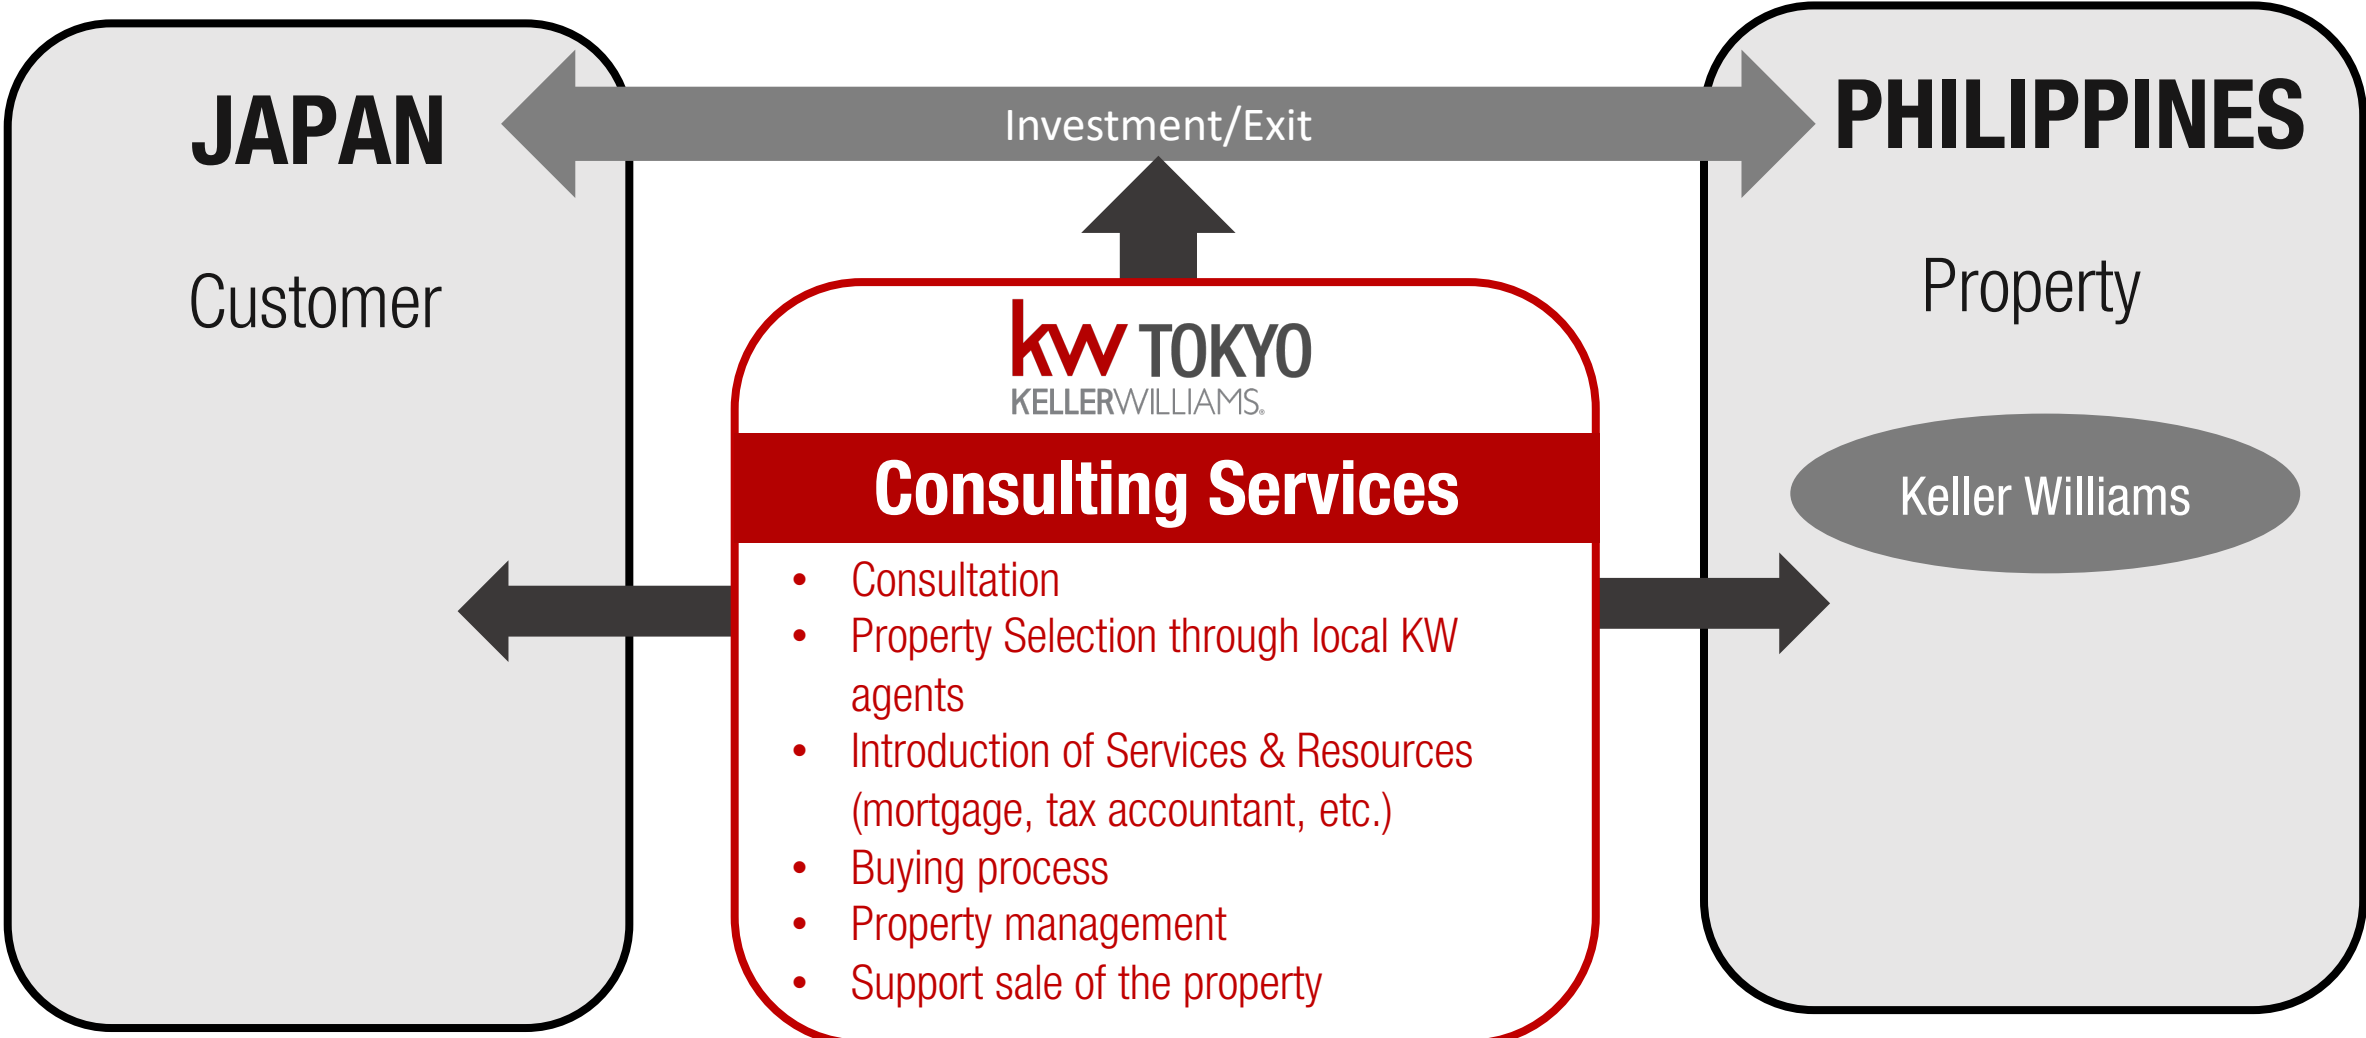 JAPAN
Customer
Investment/Exit
PHILIPPINES
Property
Keller Williams
kw TOKYO
KELLERWILLIAMS®
Consulting Services
• Consultation
• Property Selection through local KW
agents
• Introduction of Services & Resources
(mortgage, tax accountant, etc.)
• Buying process
• Property management
• Support sale of the property